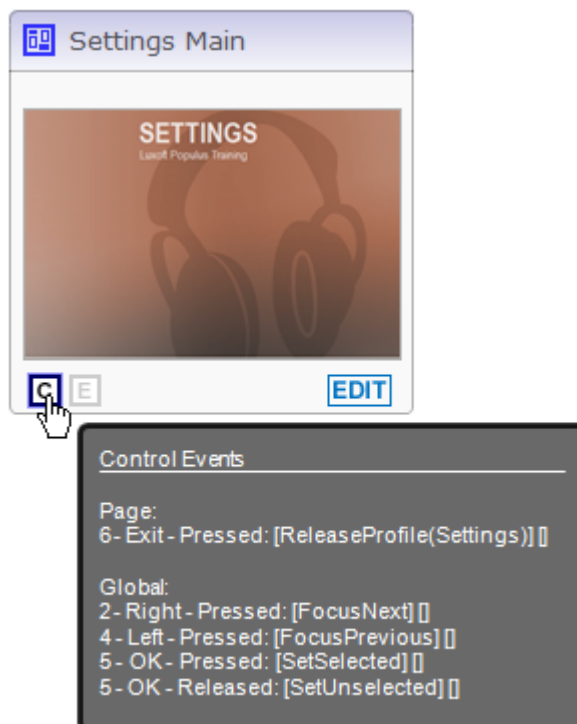 Settings Main
SETTINGS
Luxoft Populus Training
C E EDIT
Control Events
Page:
6- Exit - Pressed: [ReleaseProfile(Settings)] []
Global:
2- Right - Pressed: [FocusNext] []
4 - Left - Pressed: [FocusPrevious] []
5 - OK - Pressed: [SetSelected] []
5 - OK - Released: [SetUnselected] []